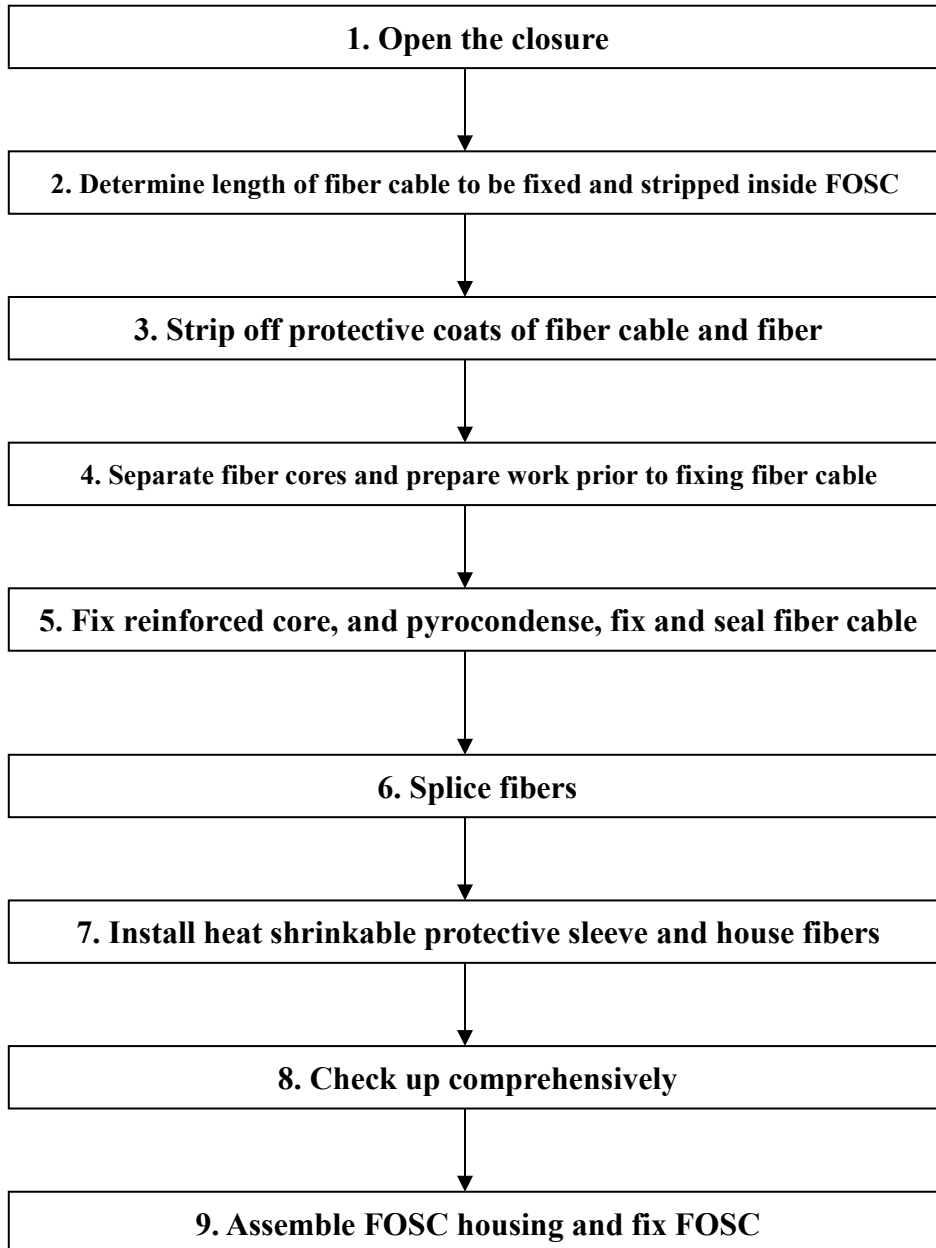 1. Open the closure
2. Determine length of fiber cable to be fixed and stripped inside FOSC
3. Strip off protective coats of fiber cable and fiber
4. Separate fiber cores and prepare work prior to fixing fiber cable
5. Fix reinforced core, and pyrocondense, fix and seal fiber cable
6. Splice fibers
7. Install heat shrinkable protective sleeve and house fibers
8. Check up comprehensively
9. Assemble FOSC housing and fix FOSC